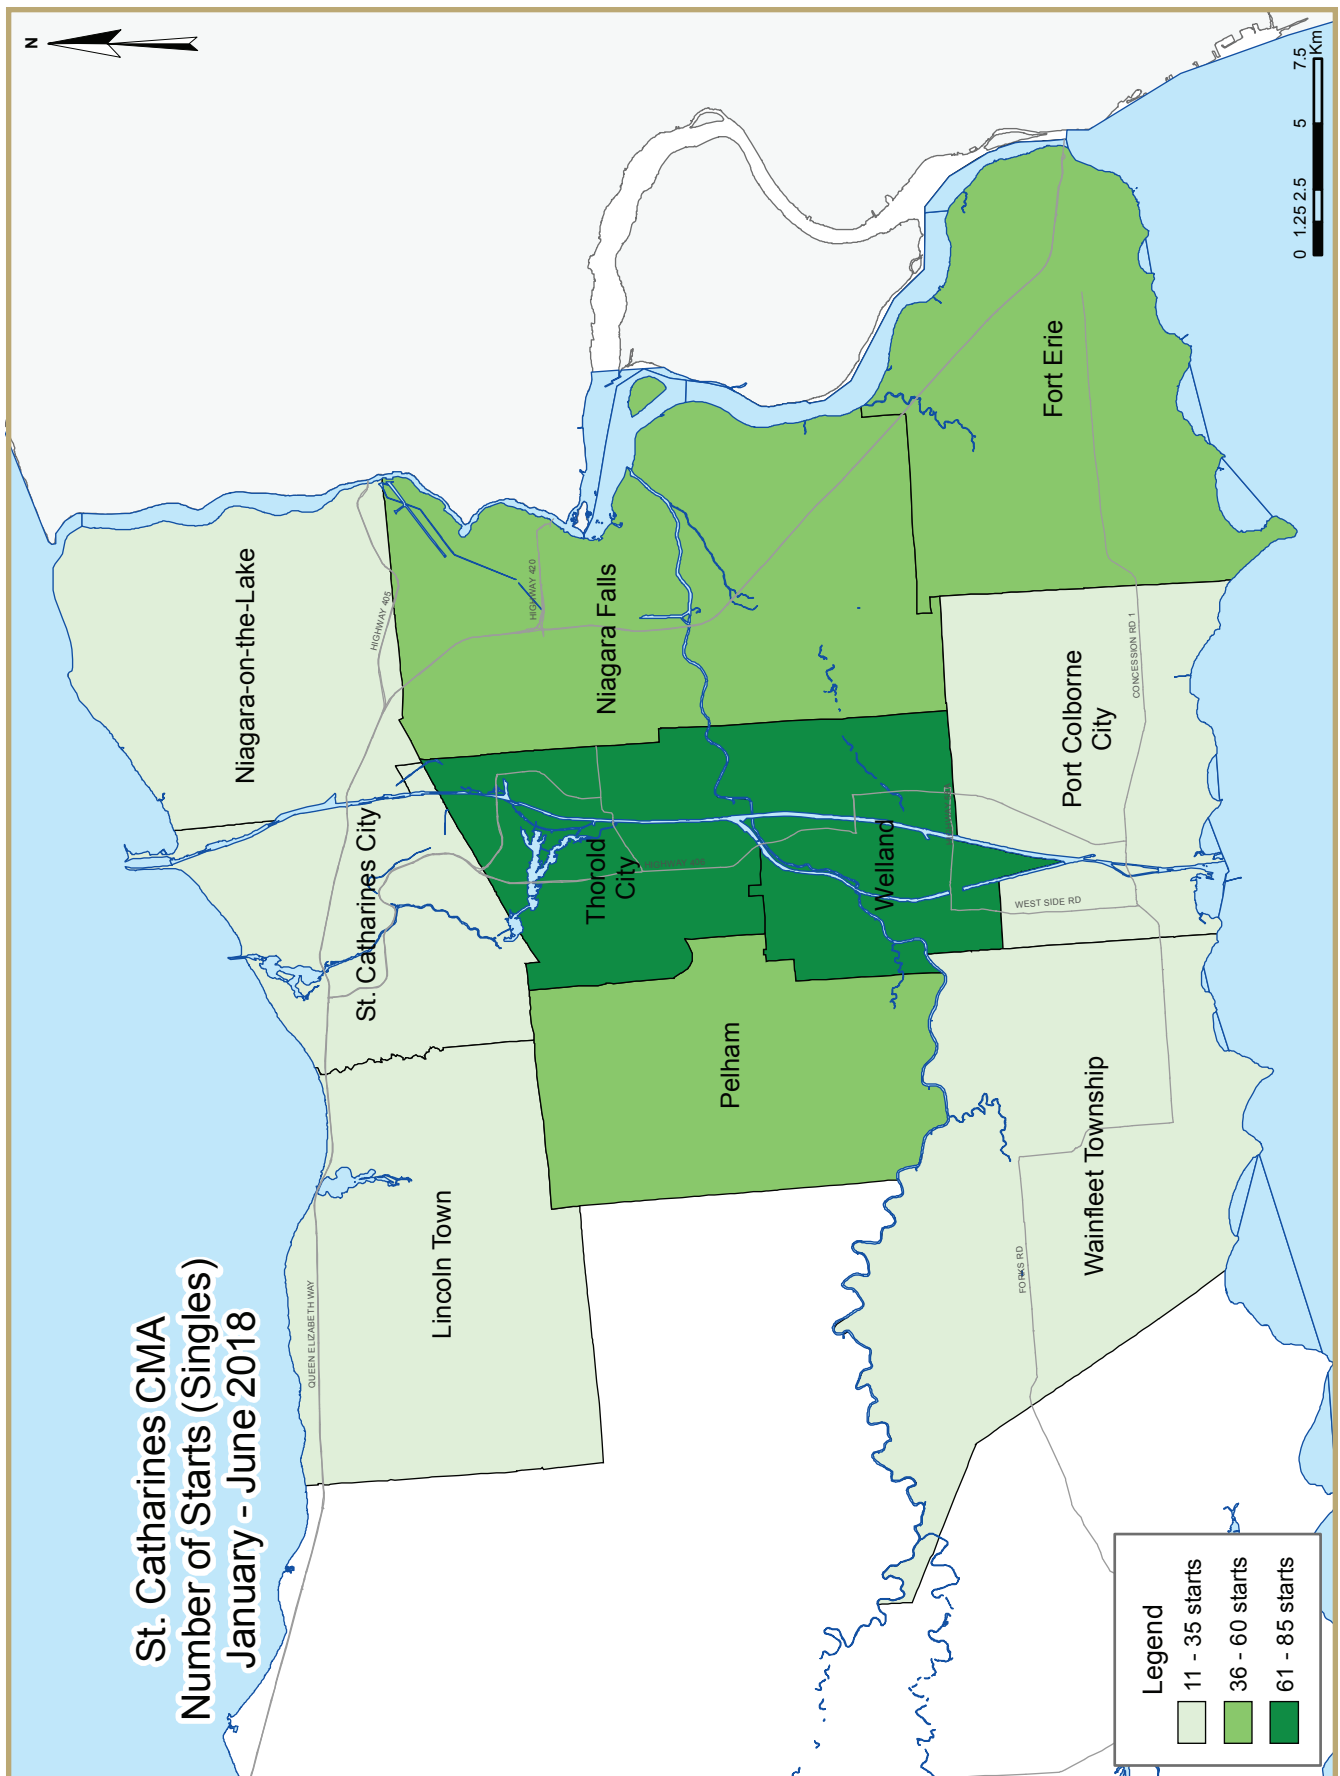 St. Catharines CMA
Number of Starts (Singles)
January - June 2018
N
Niagara-on-the-Lake
HIGHWAY 405
St. Catharines City
QUEEN ELIZABETH WAY
Lincoln Town
HIGHWAY 420
Niagara Falls
Thorold
City
HIGHWAY 406
Pelham
Welland
Fort Erie
Port Colborne
City
CONCESSION RD 1
WEST SIDE RD
Wainfleet Township
FORKS RD
Legend
11 - 35 starts
36 - 60 starts
61 - 85 starts
0 1.25 2.5 5 7.5
Km